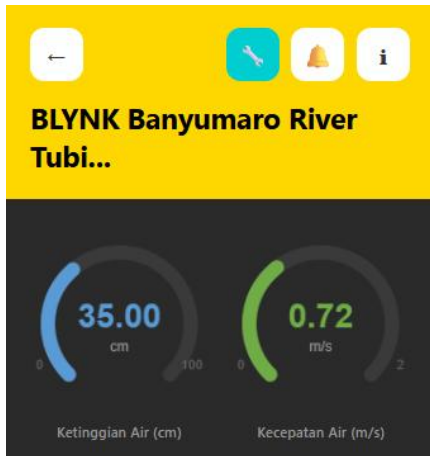 ←
i
BLYNK Banyumaro River
Tubi...
35.00
cm
0
100
0.72
m/s
0
2
Ketinggian Air (cm)
Kecepatan Air (m/s)